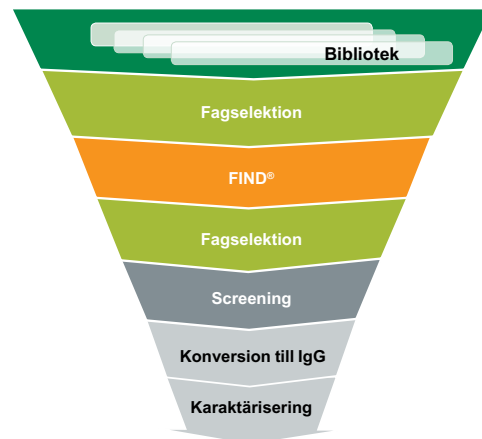 Bibliotek
Fagselektion
FIND®
Fagselektion
Screening
Konversion till IgG
Karaktärisering